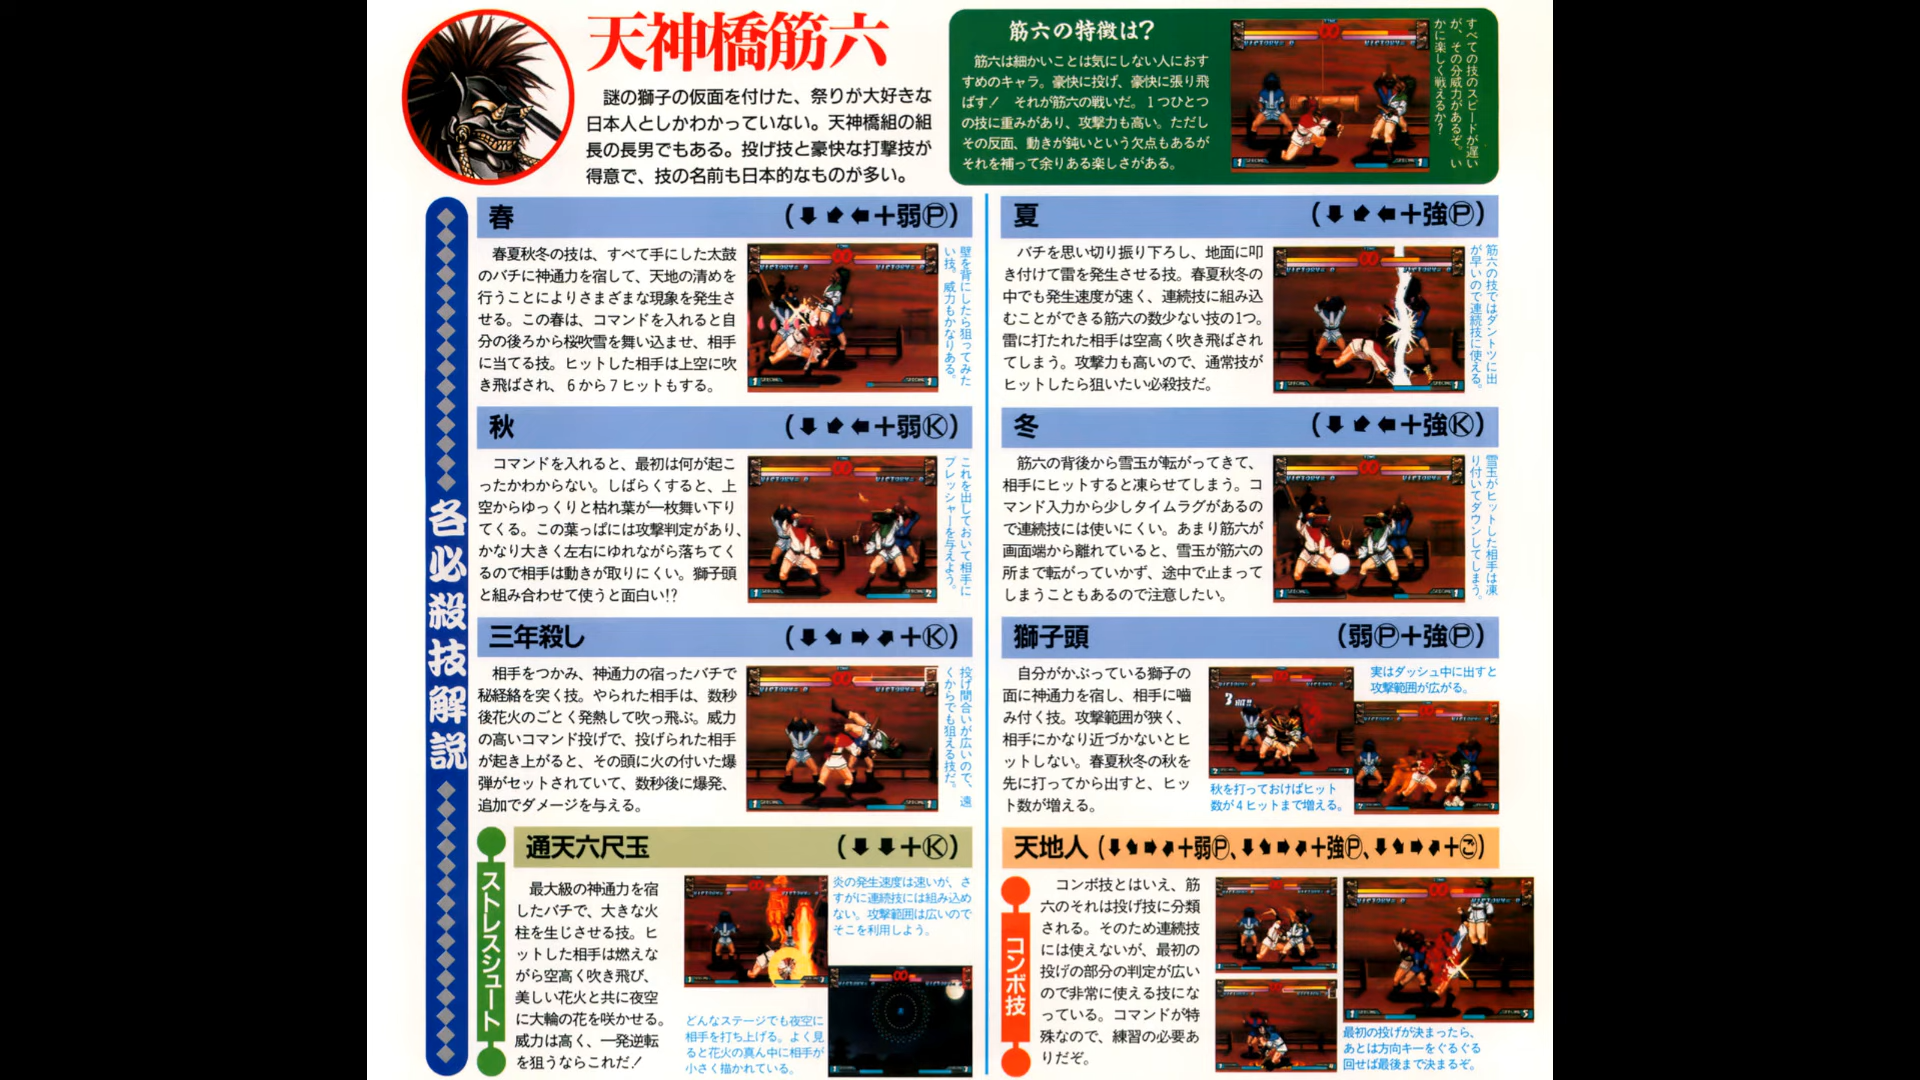 天神橋筋六
謎の獅子の仮面を付けた、祭りが大好きな
日本人としかわかっていない。天神橋組の組
長の長男でもある。投げ技と豪快な打撃技が
得意で、技の名前も日本的なものが多い。
筋六の特徴は?
筋六は細かいことは気にしない人におす
すめのキャラ。豪快に投げ、豪快に張り飛
ばす! それが筋六の戦いだ。1つひとつ
の技に重みがあり、攻撃力も高い。ただし
その反面、動きが鈍いという欠点もあるが
それを補って余りある楽しさがある。
すべての技のスピードが遅い
が、その分威力があるぞ。い
かに楽しく戦えるか?
各必殺技解説
春 (⬇⬋⬅+弱Ⓟ)
春夏秋冬の技は、すべて手にした太鼓
のバチに神通力を宿して、天地の清めを
行うことによりさまざまな現象を発生さ
せる。この春は、コマンドを入れると自
分の後ろから桜吹雪を舞い込ませ、相手
に当てる技。ヒットした相手は上空に吹
き飛ばされ、6から7ヒットもする。
壁を背にしたら狙ってみた
い技。威力もかなりある。
夏 (⬇⬋⬅+強Ⓟ)
バチを思い切り振り下ろし、地面に叩
き付けて雷を発生させる技。春夏秋冬の
中でも発生速度が速く、連続技に組み込
むことができる筋六の数少ない技の1つ。
雷に打たれた相手は空高く吹き飛ばされ
てしまう。攻撃力も高いので、通常技が
ヒットしたら狙いたい必殺技だ。
筋六の技ではダントツに出
が早いので連続技に使える。
秋 (⬇⬋⬅+弱Ⓚ)
コマンドを入れると、最初は何が起こ
ったかわからない。しばらくすると、上
空からゆっくりと枯れ葉が一枚舞い下り
てくる。この葉っぱには攻撃判定があり、
かなり大きく左右にゆれながら落ちてく
るので相手は動きが取りにくい。獅子頭
と組み合わせて使うと面白い!?
これを出しておいて相手に
プレッシャーを与えよう。
冬 (⬇⬋⬅+強Ⓚ)
筋六の背後から雪玉が転がってきて、
相手にヒットすると凍らせてしまう。コ
マンド入力から少しタイムラグがあるの
で連続技には使いにくい。あまり筋六が
画面端から離れていると、雪玉が筋六の
所まで転がっていかず、途中で止まって
しまうこともあるので注意したい。
雪玉がヒットした相手は凍
り付いてダウンしてしまう。
三年殺し (⬇⬊➡⬈+Ⓚ)
相手をつかみ、神通力の宿ったバチで
秘経絡を突く技。やられた相手は、数秒
後花火のごとく発熱して吹っ飛ぶ。威力
の高いコマンド投げで、投げられた相手
が起き上がると、その頭に火の付いた爆
弾がセットされていて、数秒後に爆発、
追加でダメージを与える。
投げ間合いが広いので、遠
くからでも狙える技だ。
獅子頭 (弱Ⓟ+強Ⓟ)
自分がかぶっている獅子の
面に神通力を宿し、相手に噛
み付く技。攻撃範囲が狭く、
相手にかなり近づかないとヒ
ットしない。春夏秋冬の秋を
先に打ってから出すと、ヒッ
ト数が増える。
実はダッシュ中に出すと
攻撃範囲が広がる。
秋を打っておけばヒット
数が4ヒットまで増える。
ストレスシュート
通天六尺玉 (⬇⬇+Ⓚ)
最大級の神通力を宿
したバチで、大きな火
柱を生じさせる技。ヒ
ットした相手は燃えな
がら空高く吹き飛び、
美しい花火と共に夜空
に大輪の花を咲かせる。
威力は高く、一発逆転
を狙うならこれだ!
炎の発生速度は速いが、さ
すがに連続技には組み込め
ない。攻撃範囲は広いので
そこを利用しよう。
どんなステージでも夜空に
相手を打ち上げる。よく見
ると花火の真ん中に相手が
小さく描かれている。
コンボ技
天地人 (⬇⬊➡⬈+弱Ⓟ、⬇⬊➡⬈+強Ⓟ、⬇⬊➡⬈+ご)
コンボ技とはいえ、筋
六のそれは投げ技に分類
される。そのため連続技
には使えないが、最初の
投げの部分の判定が広い
ので非常に使える技にな
っている。コマンドが特
殊なので、練習の必要あ
りだぞ。
最初の投げが決まったら、
あとは方向キーをぐるぐる
回せば最後まで決まるぞ。